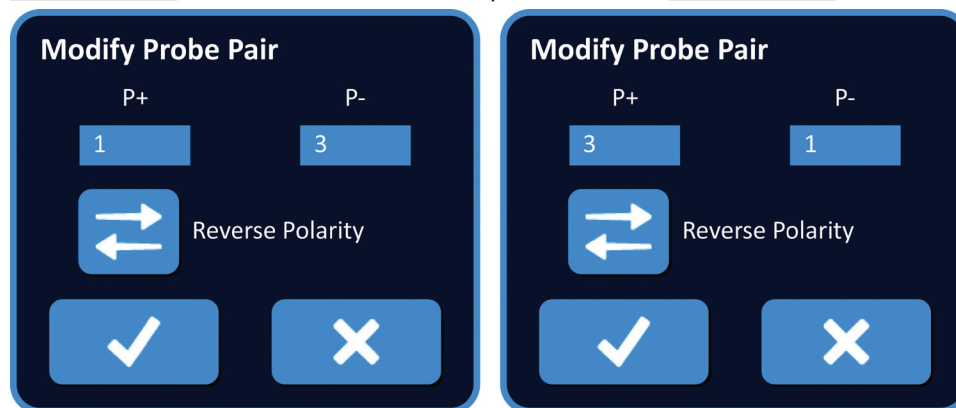 Modify Probe Pair
P+ P-
1 3
Reverse Polarity
Modify Probe Pair
P+ P-
3 1
Reverse Polarity